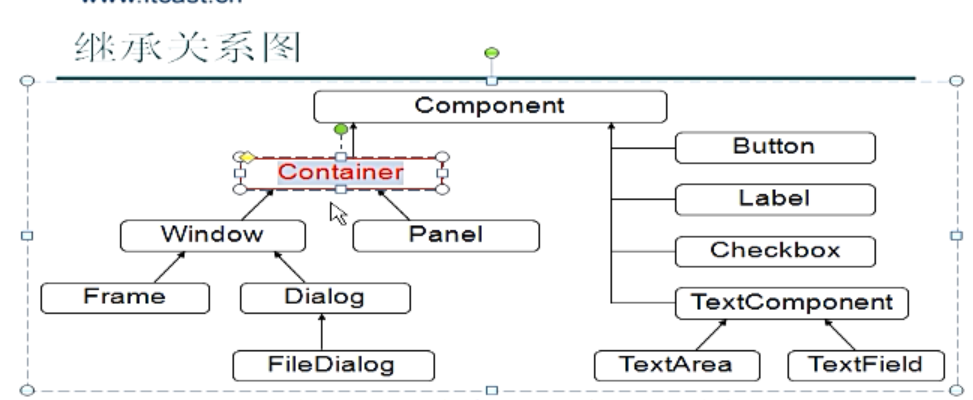 www.itcast.cn
继承关系图
Component
Button
Container
Label
Window
Panel
Checkbox
Frame
Dialog
TextComponent
FileDialog
TextArea
TextField